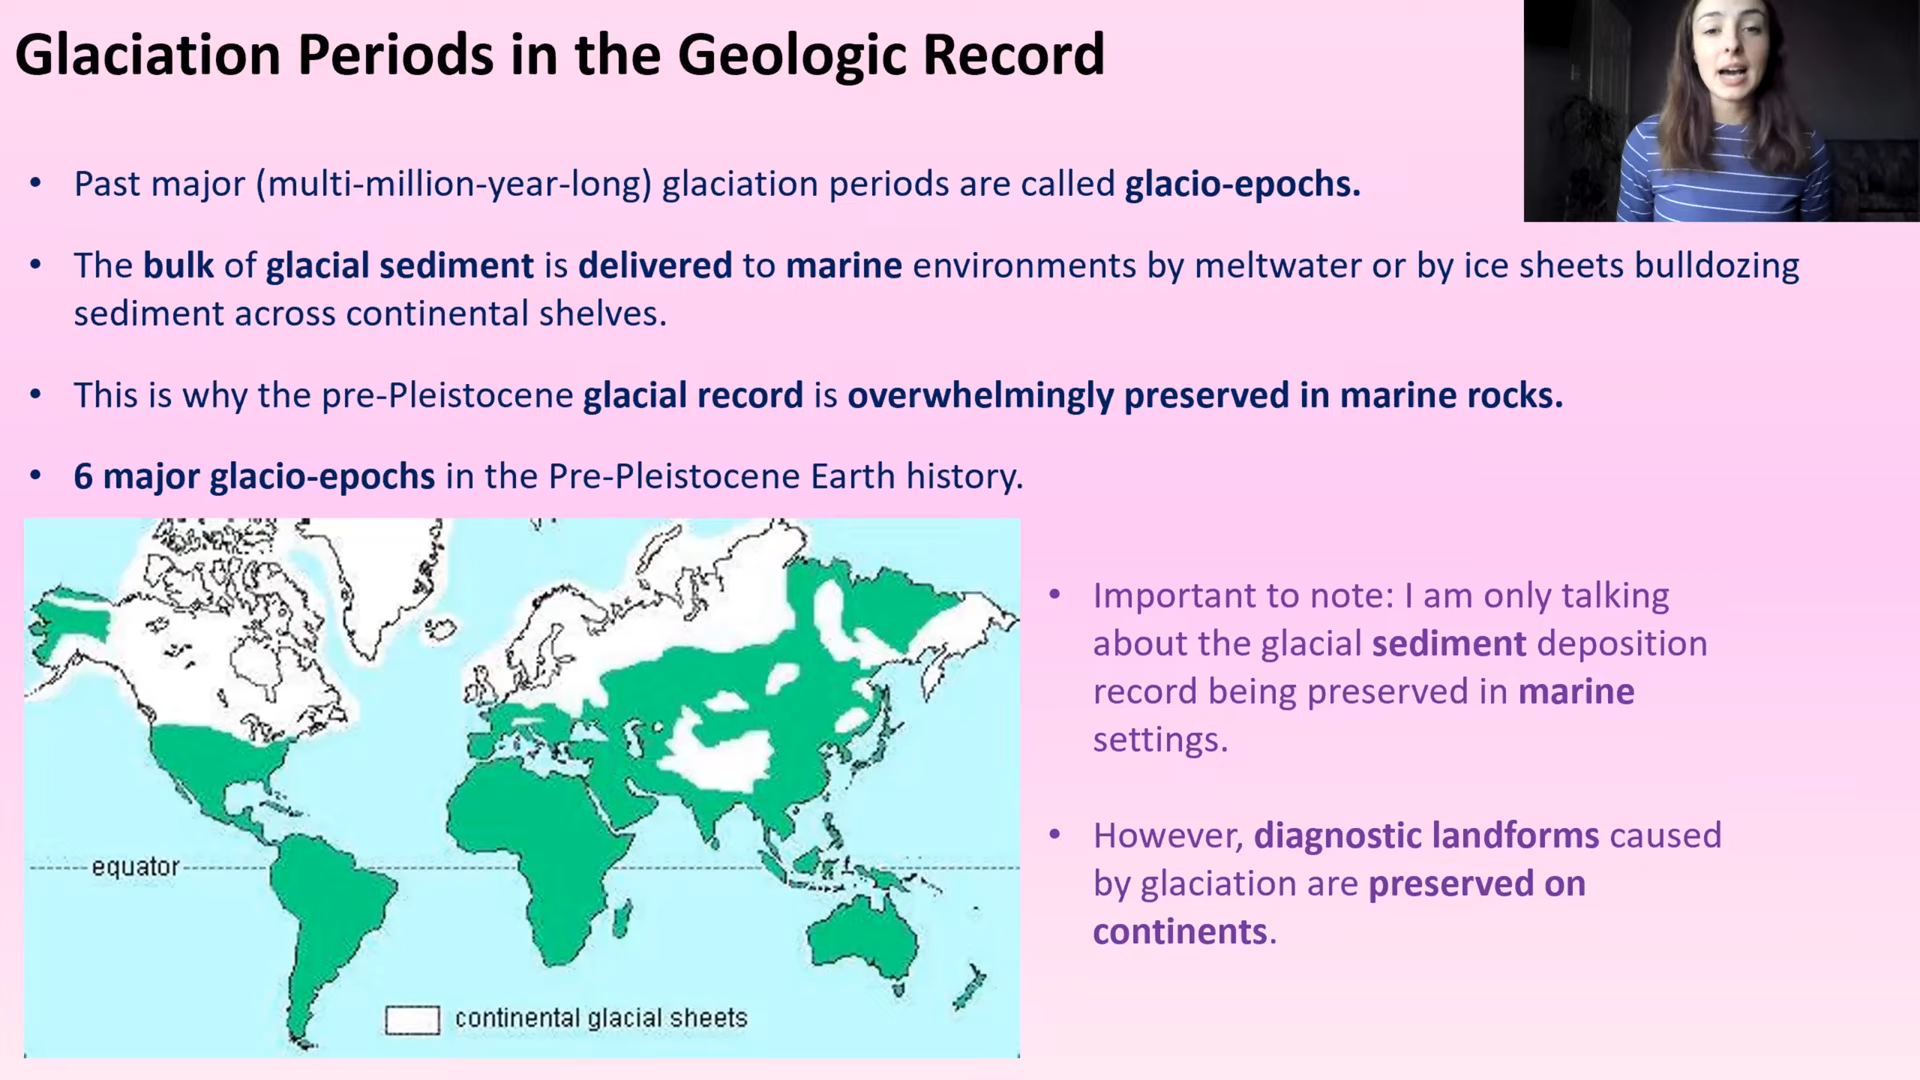 Glaciation Periods in the Geologic Record
• Past major (multi-million-year-long) glaciation periods are called glacio-epochs.
• The bulk of glacial sediment is delivered to marine environments by meltwater or by ice sheets bulldozing
sediment across continental shelves.
• This is why the pre-Pleistocene glacial record is overwhelmingly preserved in marine rocks.
• 6 major glacio-epochs in the Pre-Pleistocene Earth history.
equator
continental glacial sheets
• Important to note: I am only talking
about the glacial sediment deposition
record being preserved in marine
settings.
• However, diagnostic landforms caused
by glaciation are preserved on
continents.